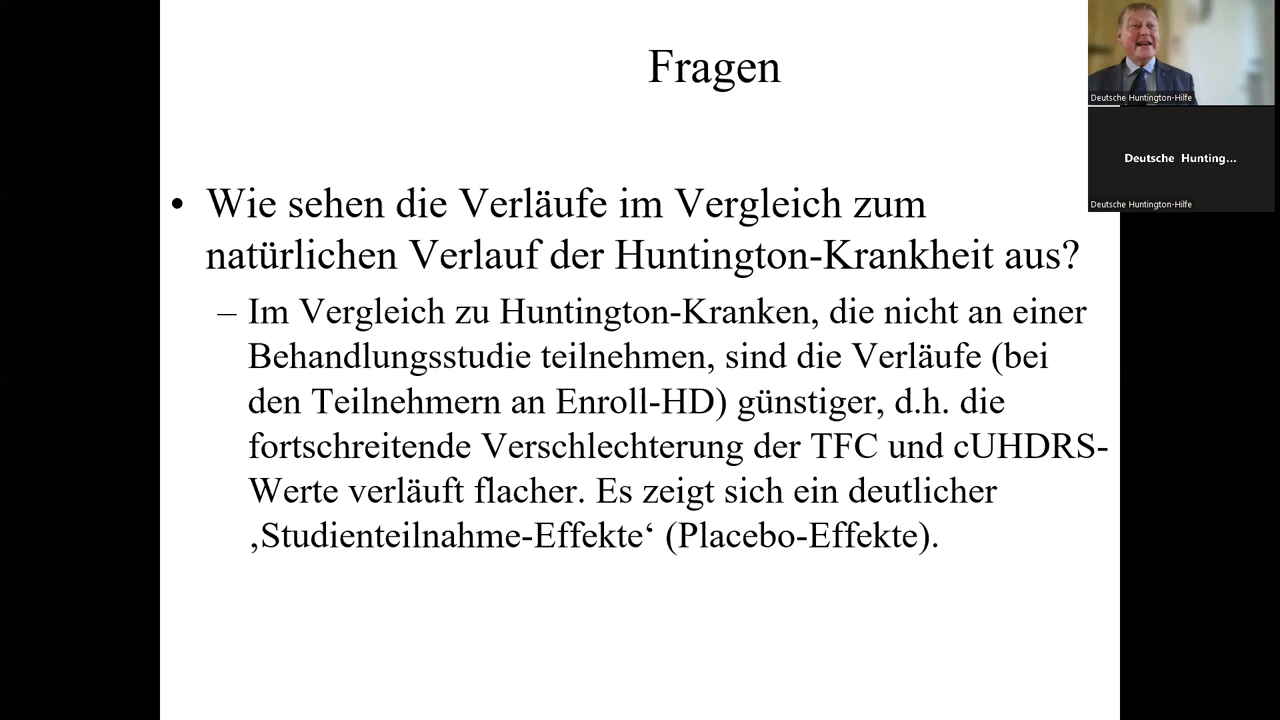 Fragen
• Wie sehen die Verläufe im Vergleich zum
natürlichen Verlauf der Huntington-Krankheit aus?
– Im Vergleich zu Huntington-Kranken, die nicht an einer
Behandlungsstudie teilnehmen, sind die Verläufe (bei
den Teilnehmern an Enroll-HD) günstiger, d.h. die
fortschreitende Verschlechterung der TFC und cUHDRS-
Werte verläuft flacher. Es zeigt sich ein deutlicher
‚Studienteilnahme-Effekte‘ (Placebo-Effekte).
Deutsche Huntington-Hilfe
Deutsche Hunting...
Deutsche Huntington-Hilfe